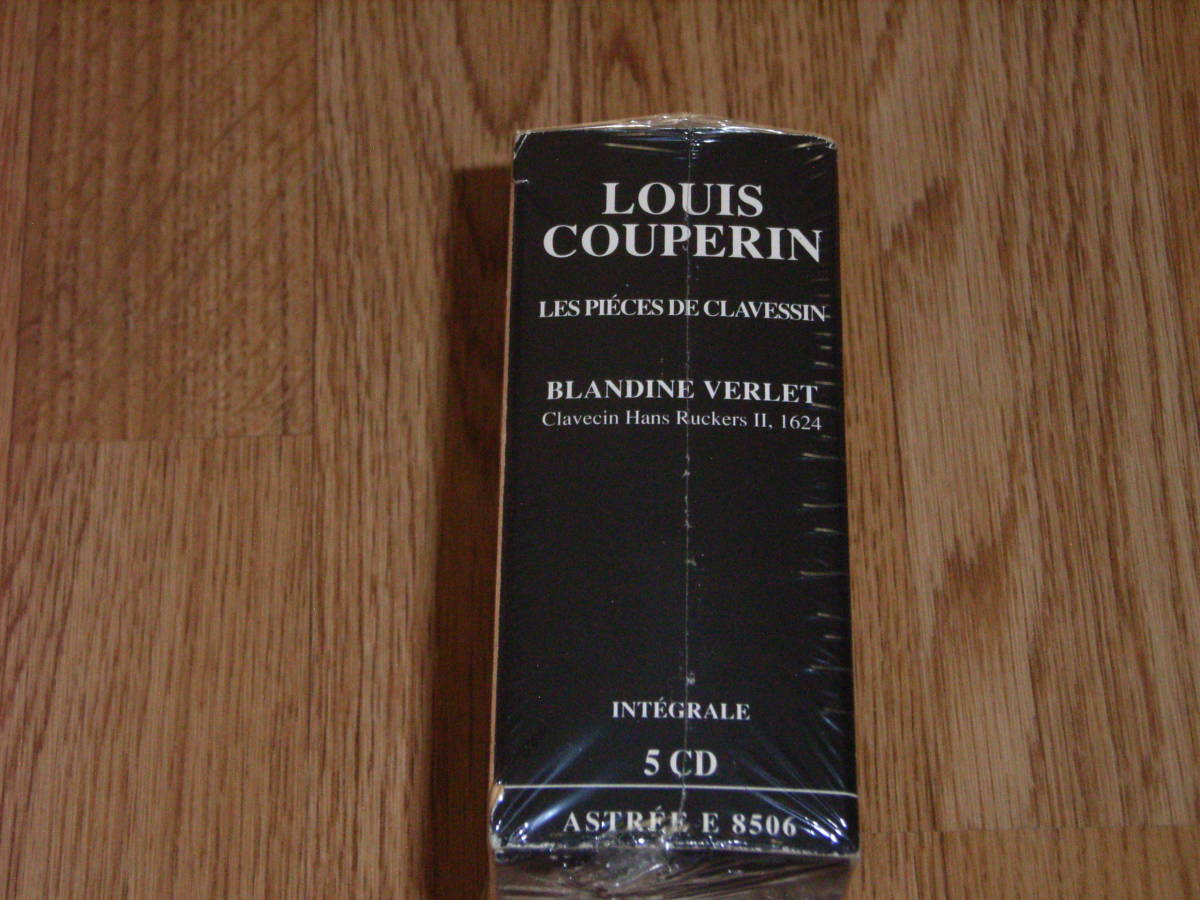 LOUIS
COUPERIN
LES PIÉCES DE CLAVESSIN
BLANDINE VERLET
Clavecin Hans Ruckers II, 1624
INTÉGRALE
5 CD
ASTRÉE E 8506